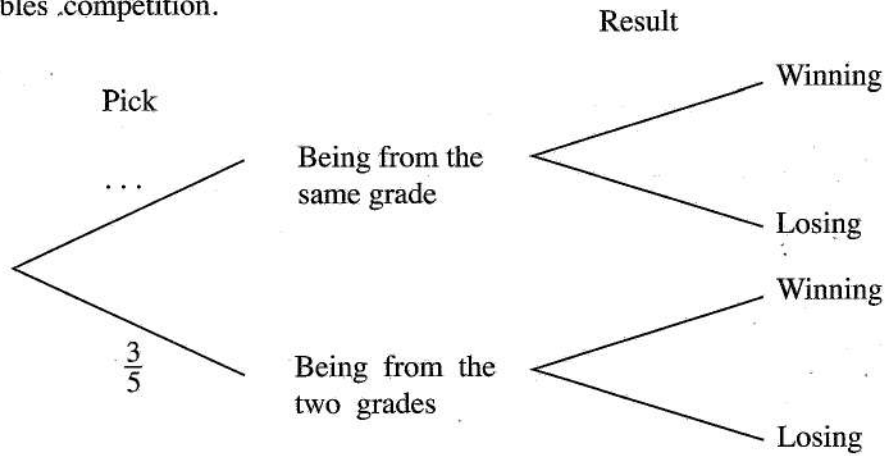 bles competition.
Result
Pick
Winning
...
Being from the
same grade
Losing
Winning
3/5
Being from the
two grades
Losing